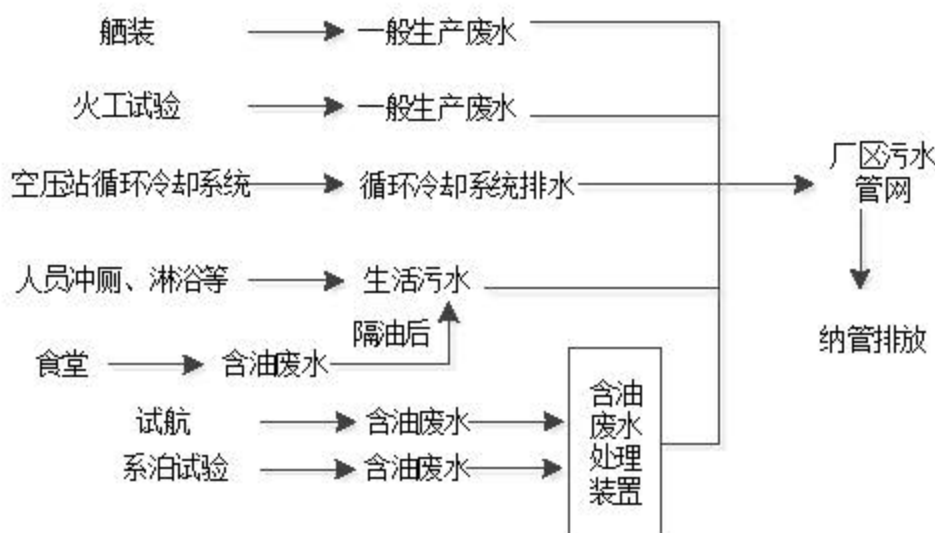 舾装 一般生产废水
火工试验 一般生产废水
空压站循环冷却系统 循环冷却系统排水
厂区污水
管网
人员冲厕、淋浴等 生活污水
隔油后
纳管排放
食堂 含油废水
试航 含油废水
系泊试验 含油废水
含油
废水
处理
装置